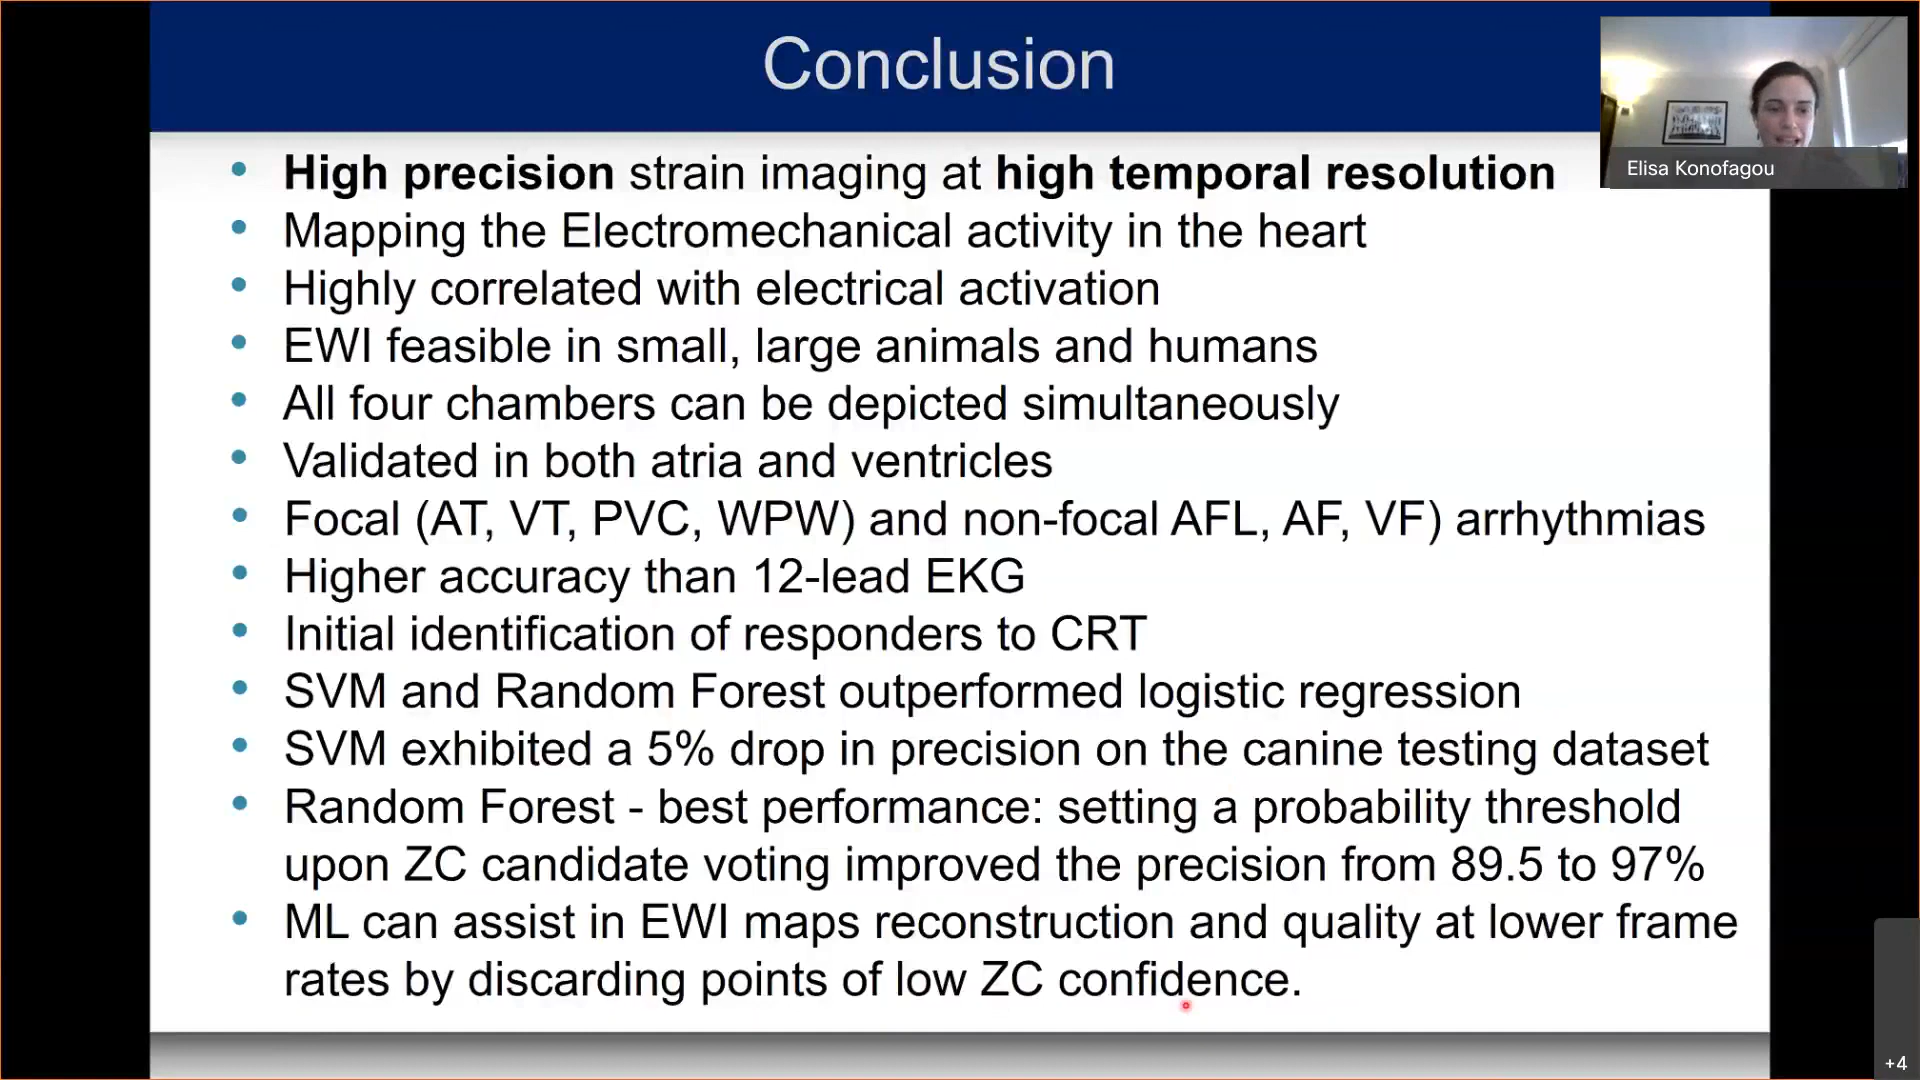 Conclusion
Elisa Konofagou
• High precision strain imaging at high temporal resolution
• Mapping the Electromechanical activity in the heart
• Highly correlated with electrical activation
• EWI feasible in small, large animals and humans
• All four chambers can be depicted simultaneously
• Validated in both atria and ventricles
• Focal (AT, VT, PVC, WPW) and non-focal AFL, AF, VF) arrhythmias
• Higher accuracy than 12-lead EKG
• Initial identification of responders to CRT
• SVM and Random Forest outperformed logistic regression
• SVM exhibited a 5% drop in precision on the canine testing dataset
• Random Forest - best performance: setting a probability threshold
upon ZC candidate voting improved the precision from 89.5 to 97%
• ML can assist in EWI maps reconstruction and quality at lower frame
rates by discarding points of low ZC confidence.
+4